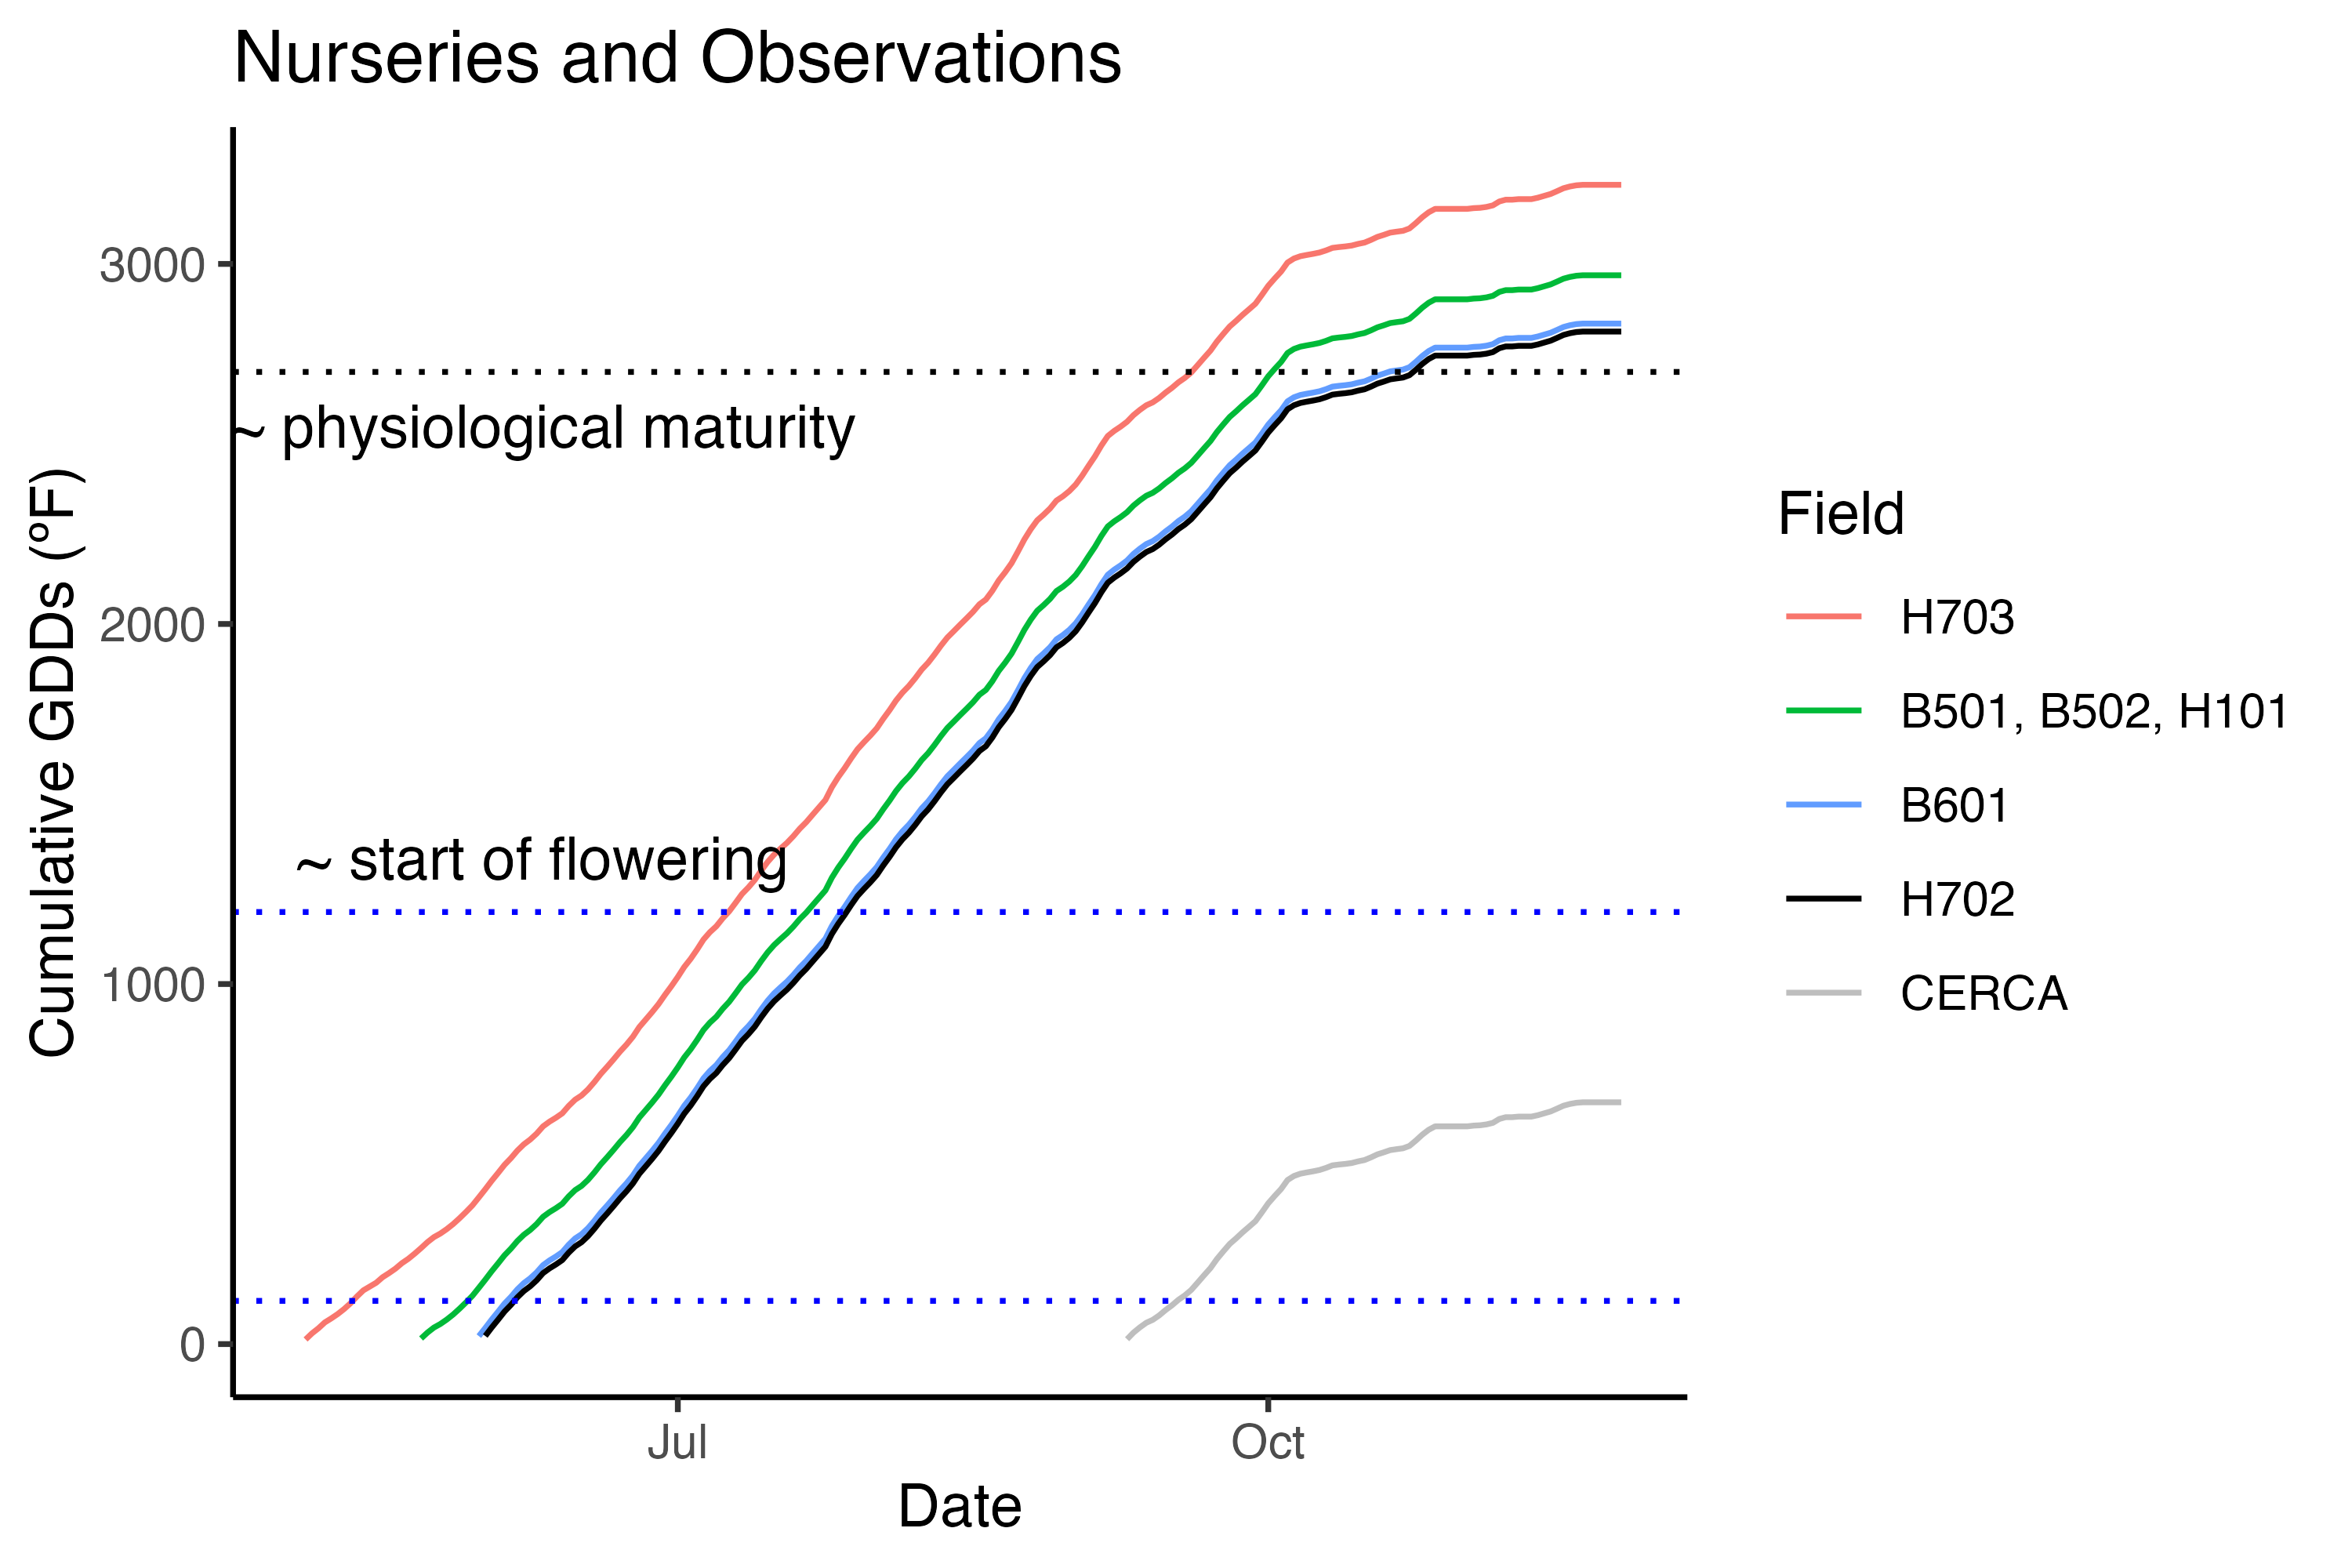 Nurseries and Observations
Cumulative GDDs (°F)
3000
2000
1000
0
~ physiological maturity
~ start of flowering
Jul
Oct
Date
Field
H703
B501, B502, H101
B601
H702
CERCA